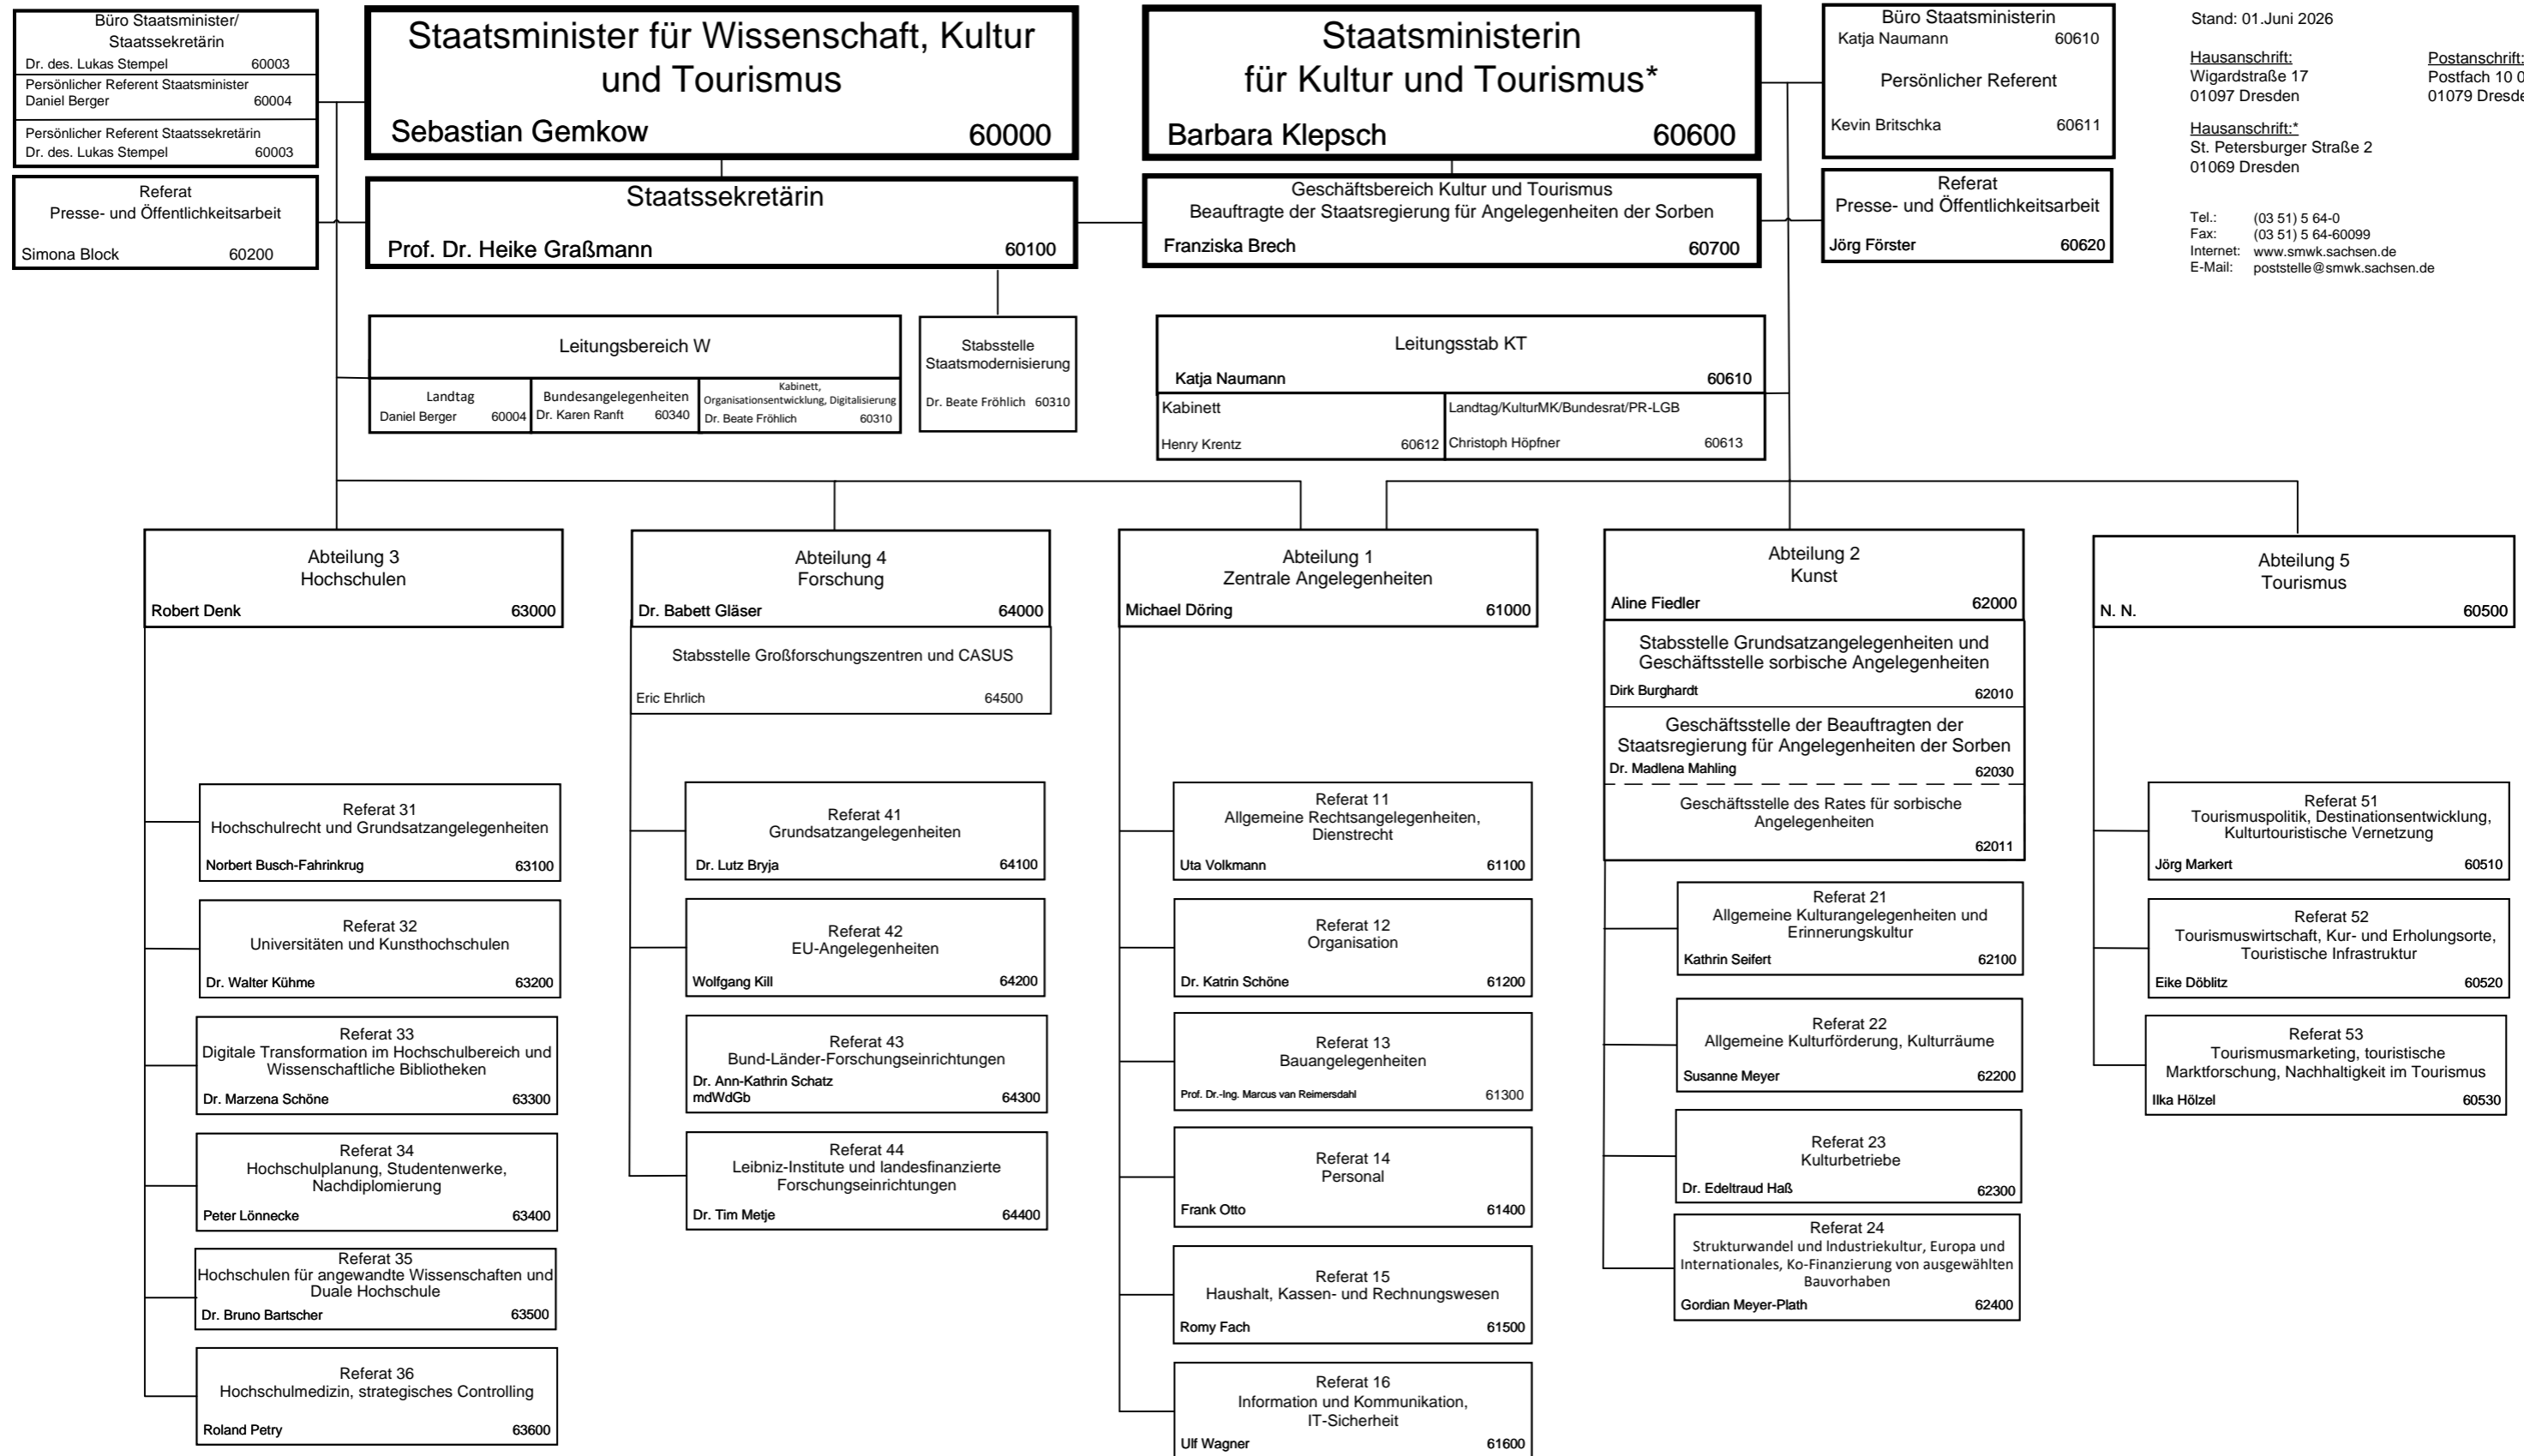 Büro Staatsminister/
Staatssekretärin
Dr. des. Lukas Stempel 60003
Persönlicher Referent Staatsminister
Daniel Berger 60004
Persönlicher Referent Staatssekretärin
Dr. des. Lukas Stempel 60003
Referat
Presse- und Öffentlichkeitsarbeit
Simona Block 60200
Staatsminister für Wissenschaft, Kultur
und Tourismus
Sebastian Gemkow 60000
Staatssekretärin
Prof. Dr. Heike Graßmann 60100
Staatsministerin
für Kultur und Tourismus*
Barbara Klepsch 60600
Geschäftsbereich Kultur und Tourismus
Beauftragte der Staatsregierung für Angelegenheiten der Sorben
Franziska Brech 60700
Büro Staatsministerin
Katja Naumann 60610
Persönlicher Referent
Kevin Britschka 60611
Referat
Presse- und Öffentlichkeitsarbeit
Jörg Förster 60620
Stand: 01.Juni 2026
Hausanschrift:
Wigardstraße 17
01097 Dresden
Postanschrift:
Postfach 10 0
01079 Dresde
Hausanschrift:*
St. Petersburger Straße 2
01069 Dresden
Tel.: (03 51) 5 64-0
Fax: (03 51) 5 64-60099
Internet: www.smwk.sachsen.de
E-Mail: poststelle@smwk.sachsen.de
Leitungsbereich W
Landtag
Daniel Berger 60004
Bundesangelegenheiten
Dr. Karen Ranft 60340
Kabinett,
Organisationsentwicklung, Digitalisierung
Dr. Beate Fröhlich 60310
Stabsstelle
Staatsmodernisierung
Dr. Beate Fröhlich 60310
Leitungsstab KT
Katja Naumann 60610
Kabinett
Henry Krentz 60612
Landtag/KulturMK/Bundesrat/PR-LGB
Christoph Höpfner 60613
Abteilung 3
Hochschulen
Robert Denk 63000
Referat 31
Hochschulrecht und Grundsatzangelegenheiten
Norbert Busch-Fahrinkrug 63100
Referat 32
Universitäten und Kunsthochschulen
Dr. Walter Kühme 63200
Referat 33
Digitale Transformation im Hochschulbereich und
Wissenschaftliche Bibliotheken
Dr. Marzena Schöne 63300
Referat 34
Hochschulplanung, Studentenwerke,
Nachdiplomierung
Peter Lönnecke 63400
Referat 35
Hochschulen für angewandte Wissenschaften und
Duale Hochschule
Dr. Bruno Bartscher 63500
Referat 36
Hochschulmedizin, strategisches Controlling
Roland Petry 63600
Abteilung 4
Forschung
Dr. Babett Gläser 64000
Stabsstelle Großforschungszentren und CASUS
Eric Ehrlich 64500
Referat 41
Grundsatzangelegenheiten
Dr. Lutz Bryja 64100
Referat 42
EU-Angelegenheiten
Wolfgang Kill 64200
Referat 43
Bund-Länder-Forschungseinrichtungen
Dr. Ann-Kathrin Schatz
mdWdGb 64300
Referat 44
Leibniz-Institute und landesfinanzierte
Forschungseinrichtungen
Dr. Tim Metje 64400
Abteilung 1
Zentrale Angelegenheiten
Michael Döring 61000
Referat 11
Allgemeine Rechtsangelegenheiten,
Dienstrecht
Uta Volkmann 61100
Referat 12
Organisation
Dr. Katrin Schöne 61200
Referat 13
Bauangelegenheiten
Prof. Dr.-Ing. Marcus van Reimersdahl 61300
Referat 14
Personal
Frank Otto 61400
Referat 15
Haushalt, Kassen- und Rechnungswesen
Romy Fach 61500
Referat 16
Information und Kommunikation,
IT-Sicherheit
Ulf Wagner 61600
Abteilung 2
Kunst
Aline Fiedler 62000
Stabsstelle Grundsatzangelegenheiten und
Geschäftsstelle sorbische Angelegenheiten
Dirk Burghardt 62010
Geschäftsstelle der Beauftragten der
Staatsregierung für Angelegenheiten der Sorben
Dr. Madlena Mahling 62030
Geschäftsstelle des Rates für sorbische
Angelegenheiten
62011
Referat 21
Allgemeine Kulturangelegenheiten und
Erinnerungskultur
Kathrin Seifert 62100
Referat 22
Allgemeine Kulturförderung, Kulturräume
Susanne Meyer 62200
Referat 23
Kulturbetriebe
Dr. Edeltraud Haß 62300
Referat 24
Strukturwandel und Industriekultur, Europa und
Internationales, Ko-Finanzierung von ausgewählten
Bauvorhaben
Gordian Meyer-Plath 62400
Abteilung 5
Tourismus
N. N. 60500
Referat 51
Tourismuspolitik, Destinationsentwicklung,
Kulturtouristische Vernetzung
Jörg Markert 60510
Referat 52
Tourismuswirtschaft, Kur- und Erholungsorte,
Touristische Infrastruktur
Eike Döblitz 60520
Referat 53
Tourismusmarketing, touristische
Marktforschung, Nachhaltigkeit im Tourismus
Ilka Hölzel 60530